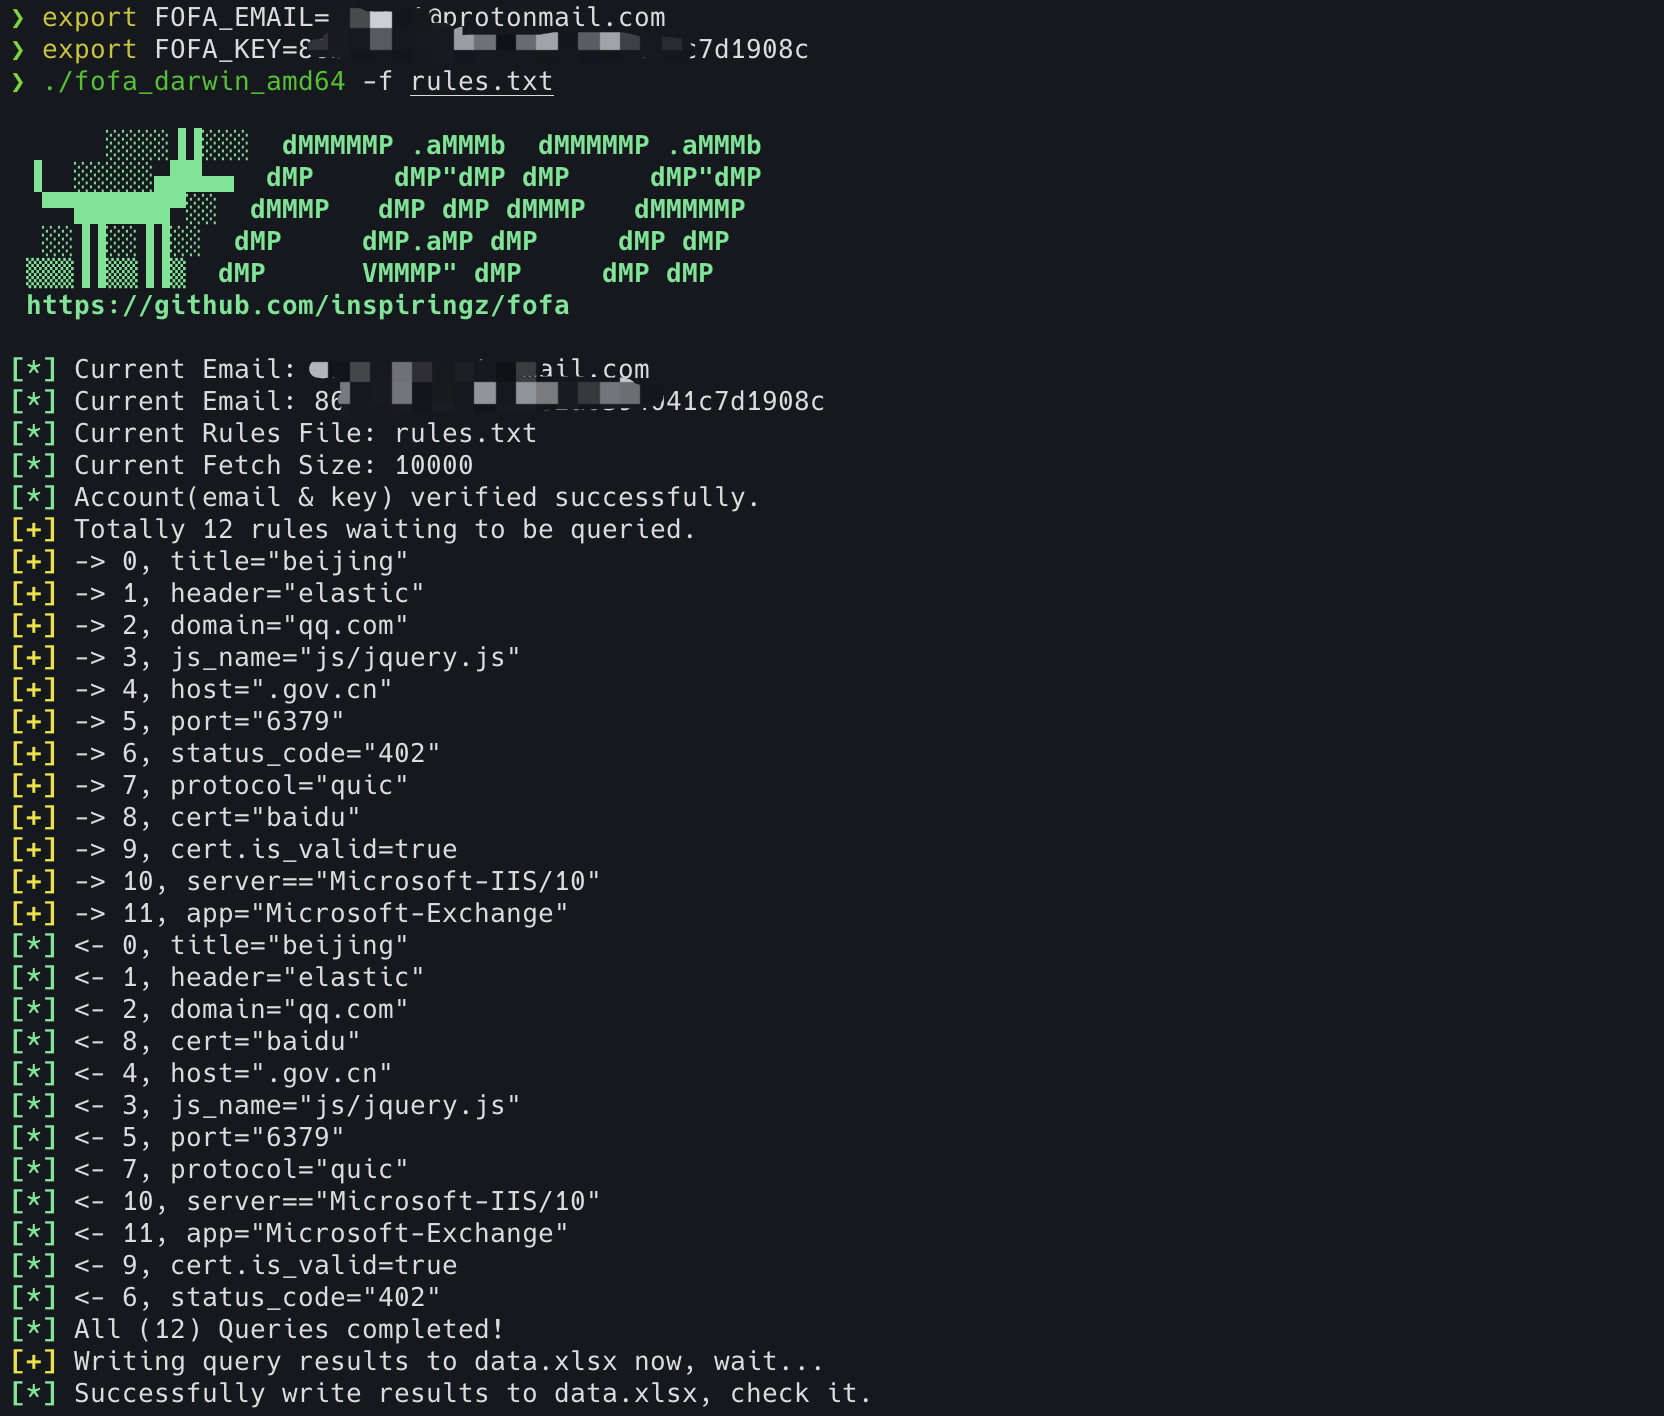 ❯ export FOFA_EMAIL= @protonmail.com
❯ export FOFA_KEY=8 c7d1908c
❯ ./fofa_darwin_amd64 -f rules.txt
dMMMMMP .aMMMb  dMMMMMP .aMMMb
dMP      dMP"dMP dMP      dMP"dMP
dMMMP   dMP dMP dMMMP   dMMMMMP
dMP     dMP.aMP dMP      dMP dMP
dMP      VMMMP" dMP     dMP dMP
https://github.com/inspiringz/fofa
[*] Current Email: mail.com
[*] Current Email: 86 041c7d1908c
[*] Current Rules File: rules.txt
[*] Current Fetch Size: 10000
[*] Account(email & key) verified successfully.
[+] Totally 12 rules waiting to be queried.
[+] -> 0, title="beijing"
[+] -> 1, header="elastic"
[+] -> 2, domain="qq.com"
[+] -> 3, js_name="js/jquery.js"
[+] -> 4, host=".gov.cn"
[+] -> 5, port="6379"
[+] -> 6, status_code="402"
[+] -> 7, protocol="quic"
[+] -> 8, cert="baidu"
[+] -> 9, cert.is_valid=true
[+] -> 10, server=="Microsoft-IIS/10"
[+] -> 11, app="Microsoft-Exchange"
[*] <- 0, title="beijing"
[*] <- 1, header="elastic"
[*] <- 2, domain="qq.com"
[*] <- 8, cert="baidu"
[*] <- 4, host=".gov.cn"
[*] <- 3, js_name="js/jquery.js"
[*] <- 5, port="6379"
[*] <- 7, protocol="quic"
[*] <- 10, server=="Microsoft-IIS/10"
[*] <- 11, app="Microsoft-Exchange"
[*] <- 9, cert.is_valid=true
[*] <- 6, status_code="402"
[*] All (12) Queries completed!
[+] Writing query results to data.xlsx now, wait...
[*] Successfully write results to data.xlsx, check it.